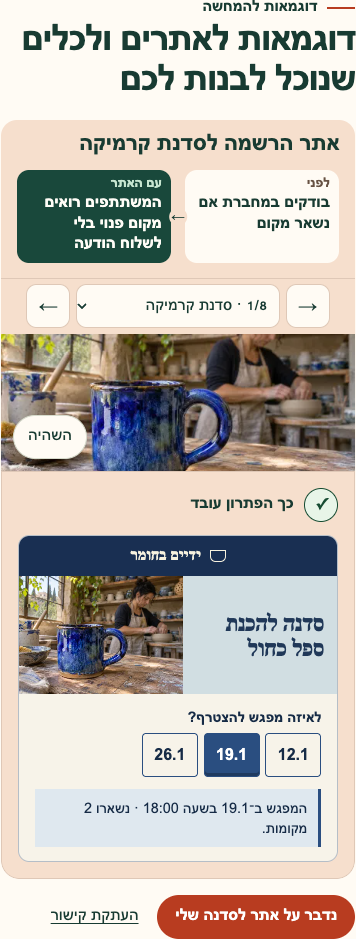 דוגמאות להמחשה
דוגמאות לאתרים ולכלים
שנוכל לבנות לכם
אתר הרשמה לסדנת קרמיקה
לפני
בודקים במחברת אם
נשאר מקום
←
עם האתר
המשתתפים רואים
מקום פנוי בלי
לשלוח הודעה
→
1/8 · סדנת קרמיקה
←
השהיה
✓ כך הפתרון עובד
ידיים בחומר
סדנה להכנת
ספל כחול
לאיזה מפגש להצטרף?
12.1
19.1
26.1
המפגש ב־19.1 בשעה 18:00 · נשארו 2
מקומות.
נדבר על אתר לסדנה שלי
העתקת קישור